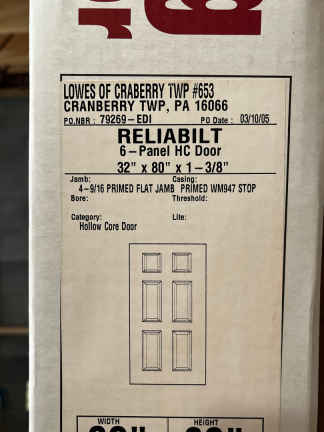 g
or
LOWES OF CRABERRY TWP #653
CRANBERRY TWP, PA 16066
PO.NBR : 79269-EDI PO Date : 03/10/05
RELIABILT
6-Panel HC Door
32" x 80" x 1-3/8"
Jamb: Casing:
4-9/16 PRIMED FLAT JAMB PRIMED WM947 STOP
Bore: Threshold:
Category: Lite:
Hollow Core Door
WIDTH HEIGHT